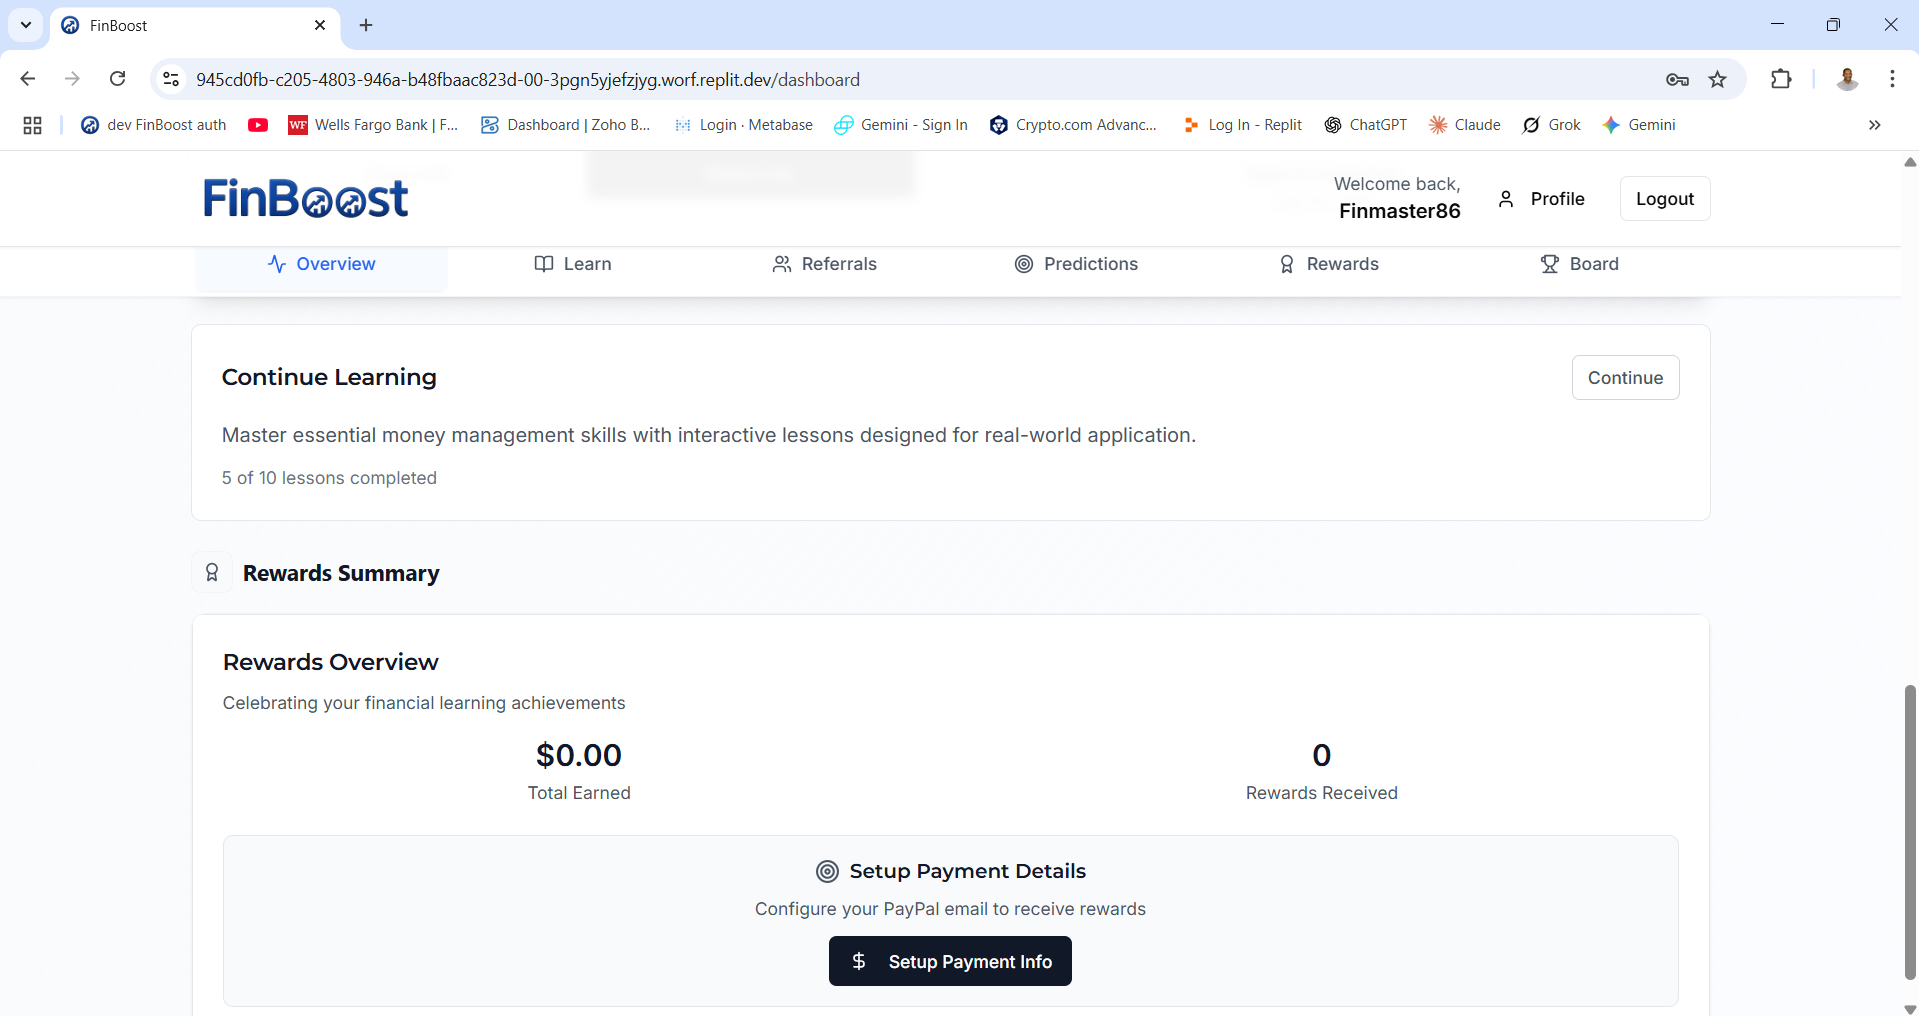 FinBoost
945cd0fb-c205-4803-946a-b48fbaac823d-00-3pgn5yjefzjyg.worf.replit.dev/dashboard
dev FinBoost auth
WF Wells Fargo Bank | F...
Dashboard | Zoho B...
Login · Metabase
Gemini - Sign In
Crypto.com Advanc...
Log In - Replit
ChatGPT
Claude
Grok
Gemini
FinBoost
Welcome back,
Finmaster86
Profile
Logout
Overview
Learn
Referrals
Predictions
Rewards
Board
Continue Learning
Continue
Master essential money management skills with interactive lessons designed for real-world application.
5 of 10 lessons completed
Rewards Summary
Rewards Overview
Celebrating your financial learning achievements
$0.00
Total Earned
0
Rewards Received
Setup Payment Details
Configure your PayPal email to receive rewards
$ Setup Payment Info